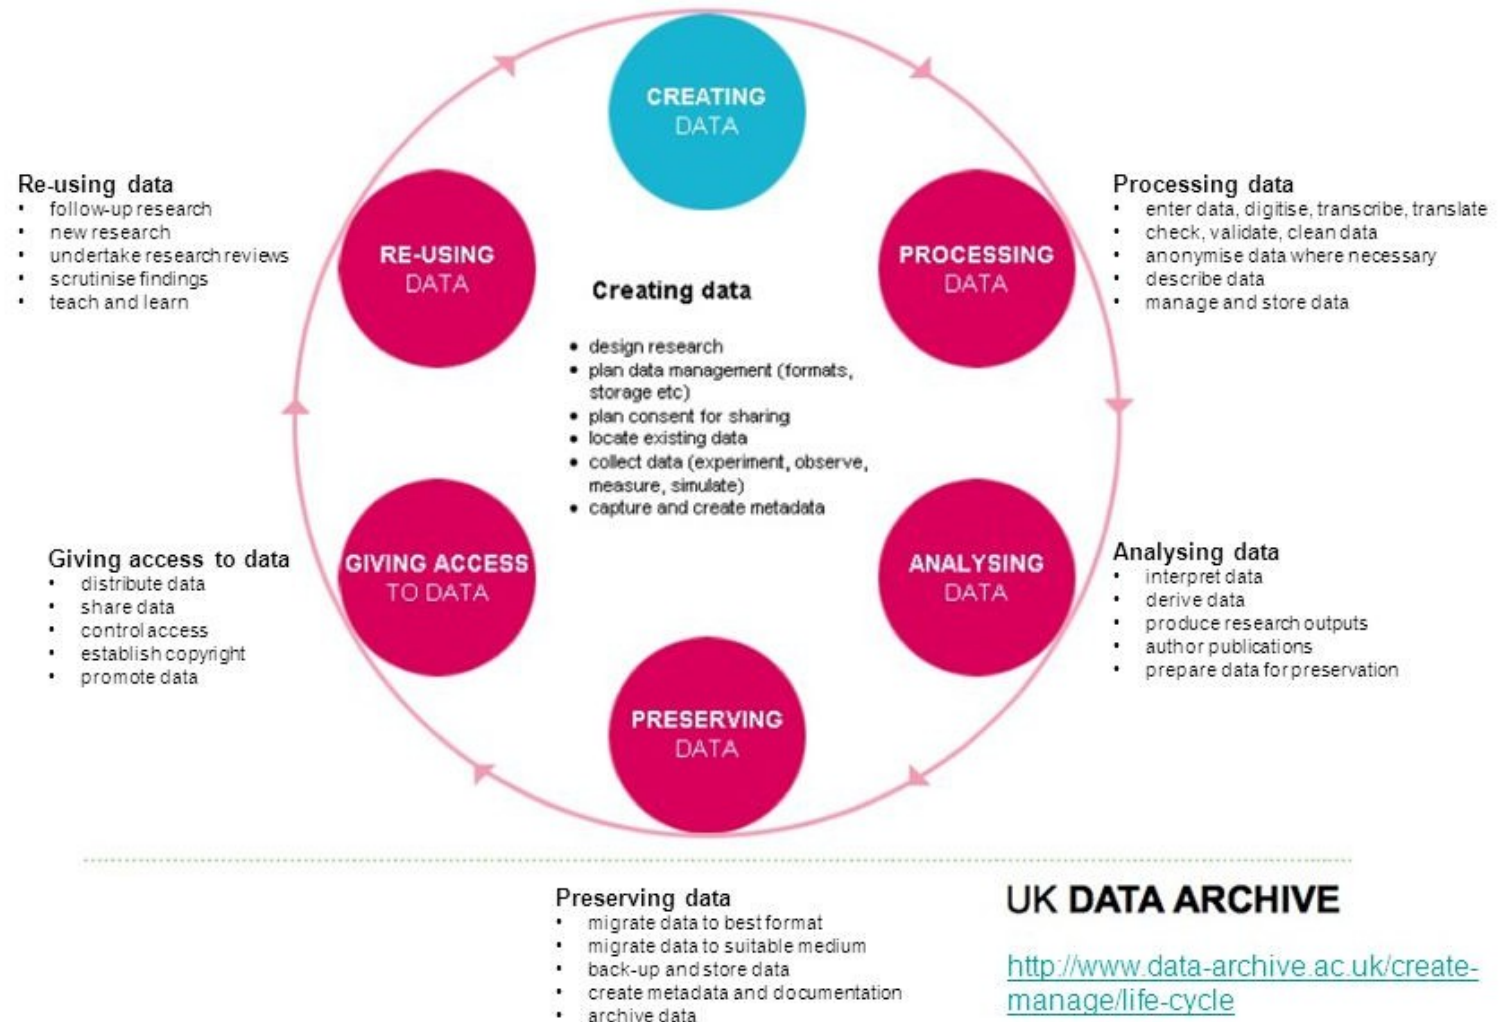 CREATING
DATA
Re-using data
• follow-up research
• new research
• undertake research reviews
• scrutinise findings
• teach and learn
RE-USING
DATA
PROCESSING
DATA
Processing data
• enter data, digitise, transcribe, translate
• check, validate, clean data
• anonymise data where necessary
• describe data
• manage and store data
Creating data
• design research
• plan data management (formats,
storage etc)
• plan consent for sharing
• locate existing data
• collect data (experiment, observe,
measure, simulate)
• capture and create metadata
Giving access to data
• distribute data
• share data
• control access
• establish copyright
• promote data
GIVING ACCESS
TO DATA
ANALYSING
DATA
Analysing data
• interpret data
• derive data
• produce research outputs
• author publications
• prepare data for preservation
PRESERVING
DATA
Preserving data
• migrate data to best format
• migrate data to suitable medium
• back-up and store data
• create metadata and documentation
• archive data
UK DATA ARCHIVE
http://www.data-archive.ac.uk/create-
manage/life-cycle